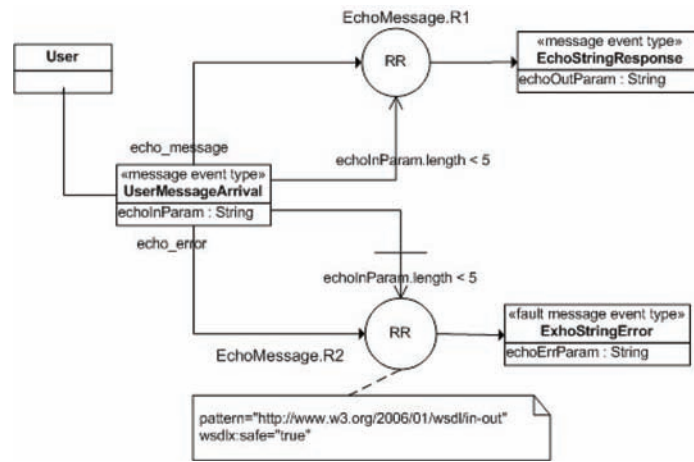 EchoMessage.R1
User
RR
«message event type»
EchoStringResponse
echoOutParam : String
echo_message
echoInParam.length < 5
«message event type»
UserMessageArrival
echoInParam : String
echo_error
echoInParam.length < 5
RR
«fault message event type»
ExhoStringError
echoErrParam : String
EchoMessage.R2
pattern="http://www.w3.org/2006/01/wsdl/in-out"
wsdlx:safe="true"